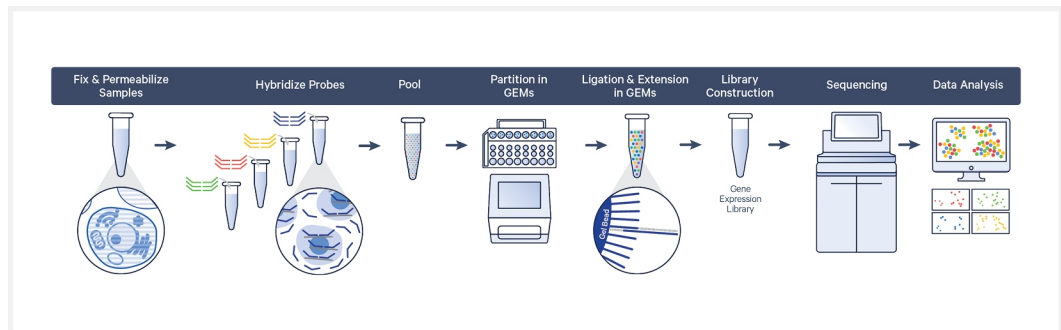 Fix & Permeabilize
Samples
Hybridize Probes
Pool
Partition in
GEMs
Ligation & Extension
in GEMs
Library
Construction
Sequencing
Data Analysis
Gel Bead
Gene
Expression
Library